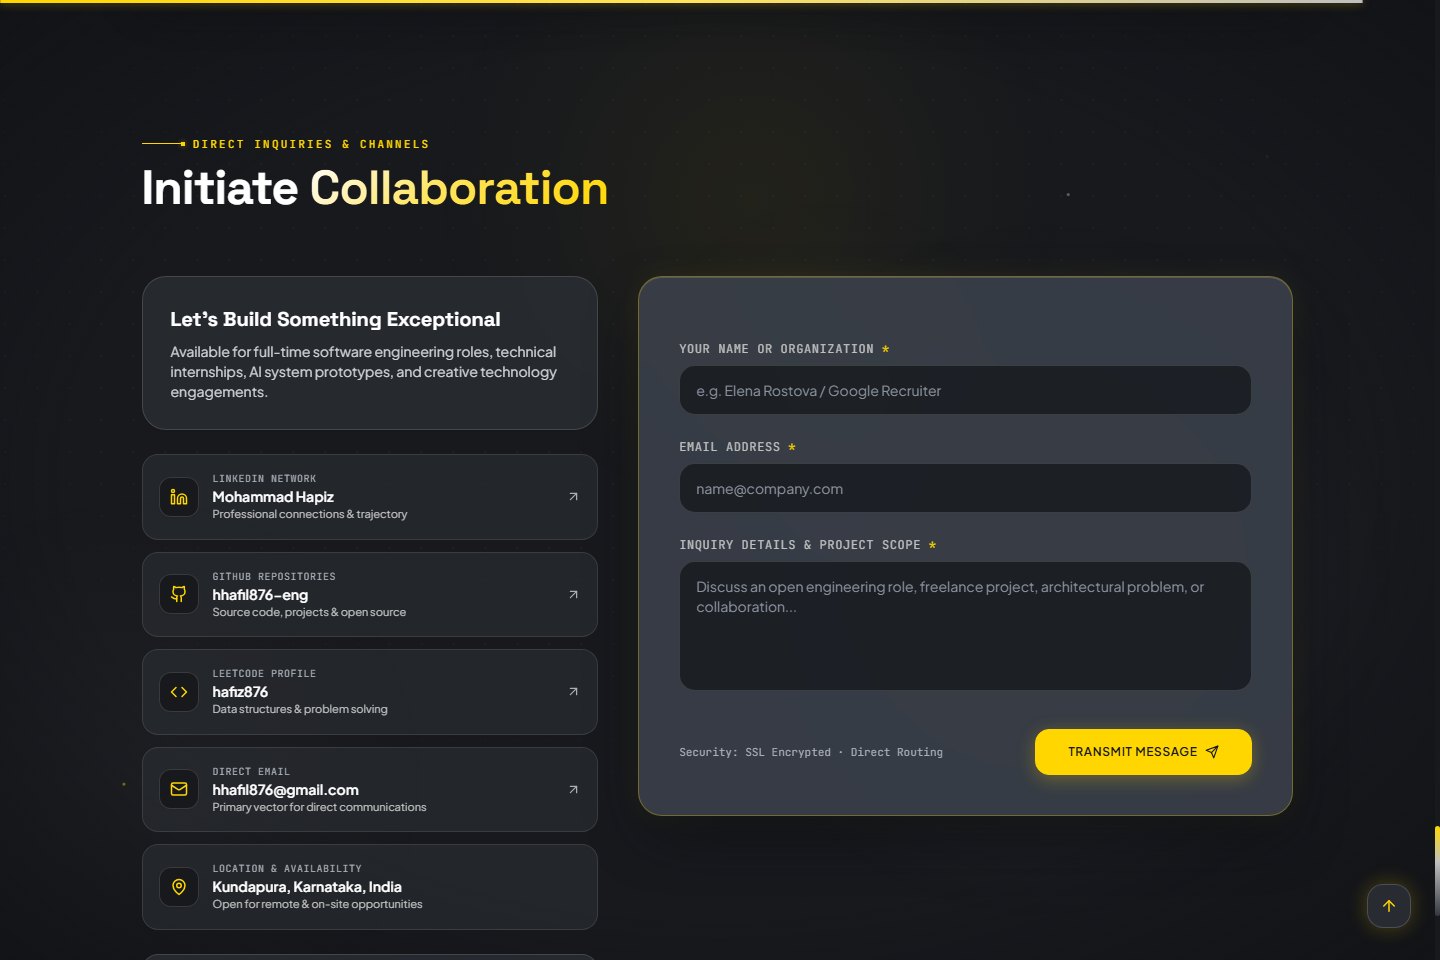 DIRECT INQUIRIES & CHANNELS
Initiate Collaboration
Let's Build Something Exceptional
Available for full-time software engineering roles, technical
internships, AI system prototypes, and creative technology
engagements.
LINKEDIN NETWORK
Mohammad Hapiz
Professional connections & trajectory
GITHUB REPOSITORIES
hhafil876-eng
Source code, projects & open source
LEETCODE PROFILE
hafiz876
Data structures & problem solving
DIRECT EMAIL
hhafil876@gmail.com
Primary vector for direct communications
LOCATION & AVAILABILITY
Kundapura, Karnataka, India
Open for remote & on-site opportunities
YOUR NAME OR ORGANIZATION *
e.g. Elena Rostova / Google Recruiter
EMAIL ADDRESS *
name@company.com
INQUIRY DETAILS & PROJECT SCOPE *
Discuss an open engineering role, freelance project, architectural problem, or
collaboration...
Security: SSL Encrypted · Direct Routing
TRANSMIT MESSAGE